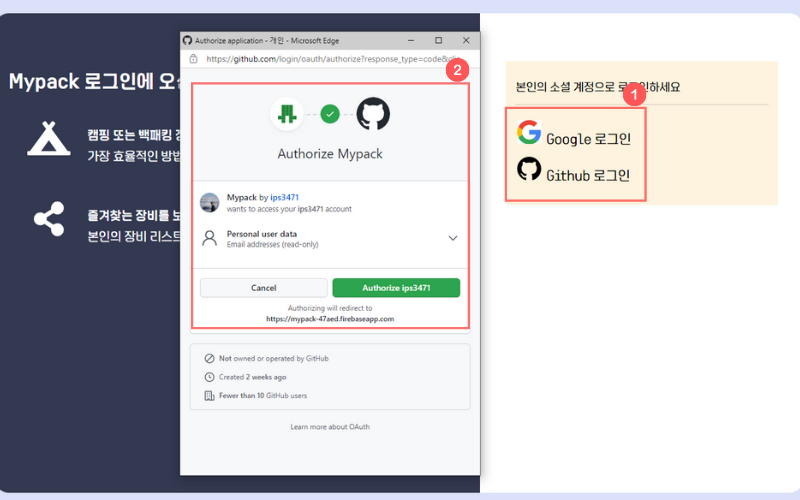 Authorize application - 개인 - Microsoft Edge
https://github.com/login/oauth/authorize?response_type=code&
2
Mypack 로그인에 오
캠핑 또는 백패킹
가장 효율적인 방법
즐겨찾는 장비를
본인의 장비 리스트
Authorize Mypack
Mypack by ips3471
wants to access your ips3471 account
Personal user data
Email addresses (read-only)
Cancel
Authorize ips3471
Authorizing will redirect to
https://mypack-47aed.firebaseapp.com
Not owned or operated by GitHub
Created 2 weeks ago
Fewer than 10 GitHub users
Learn more about OAuth
본인의 소셜 계정으로 하세요
1
Google 로그인
Github 로그인